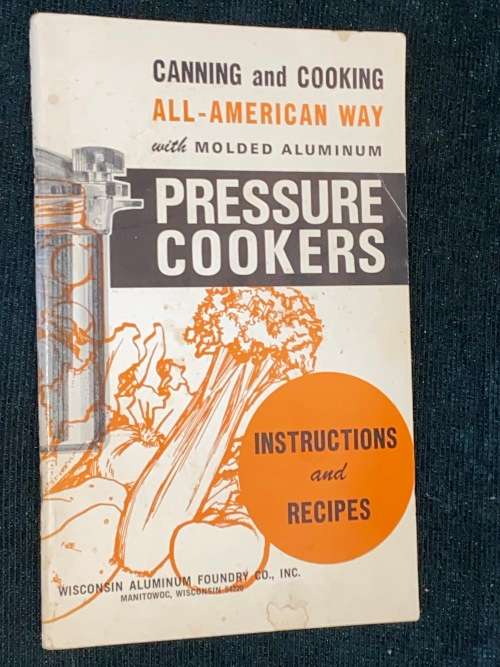 CANNING and COOKING
ALL-AMERICAN WAY
with MOLDED ALUMINUM
PRESSURE
COOKERS
INSTRUCTIONS
and
RECIPES
WISCONSIN ALUMINUM FOUNDRY CO., INC.
MANITOWOC, WISCONSIN 54220